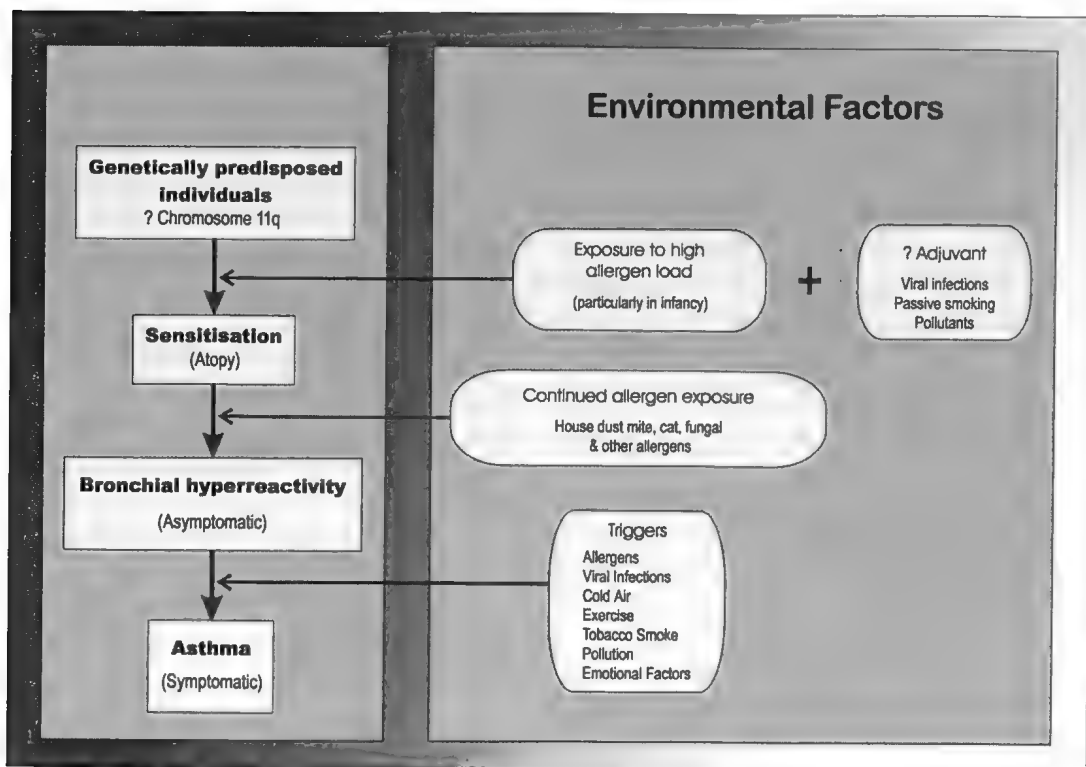 Environmental Factors
Genetically predisposed
individuals
? Chromosome 11q
Exposure to high
allergen load
(particularly in infancy)
+
? Adjuvant
Viral infections
Passive smoking
Pollutants
Sensitisation
(Atopy)
Continued allergen exposure
House dust mite, cat, fungal
& other allergens
Bronchial hyperreactivity
(Asymptomatic)
Triggers
Allergens
Viral Infections
Cold Air
Exercise
Tobacco Smoke
Pollution
Emotional Factors
Asthma
(Symptomatic)